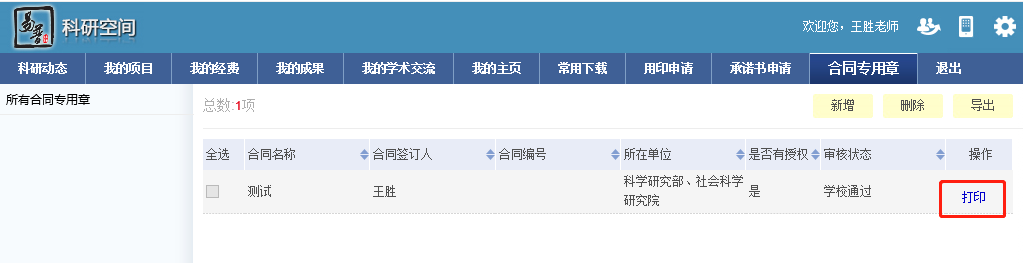 易普 科研空间
欢迎您，王胜老师
科研动态 我的项目 我的经费 我的成果 我的学术交流 我的主页 常用下载 用印申请 承诺书申请 合同专用章 退出
所有合同专用章
总数:1项 新增 删除 导出
全选 合同名称 合同签订人 合同编号 所在单位 是否有授权 审核状态 操作
测试 王胜 科学研究部、社会科学研究院 是 学校通过 打印